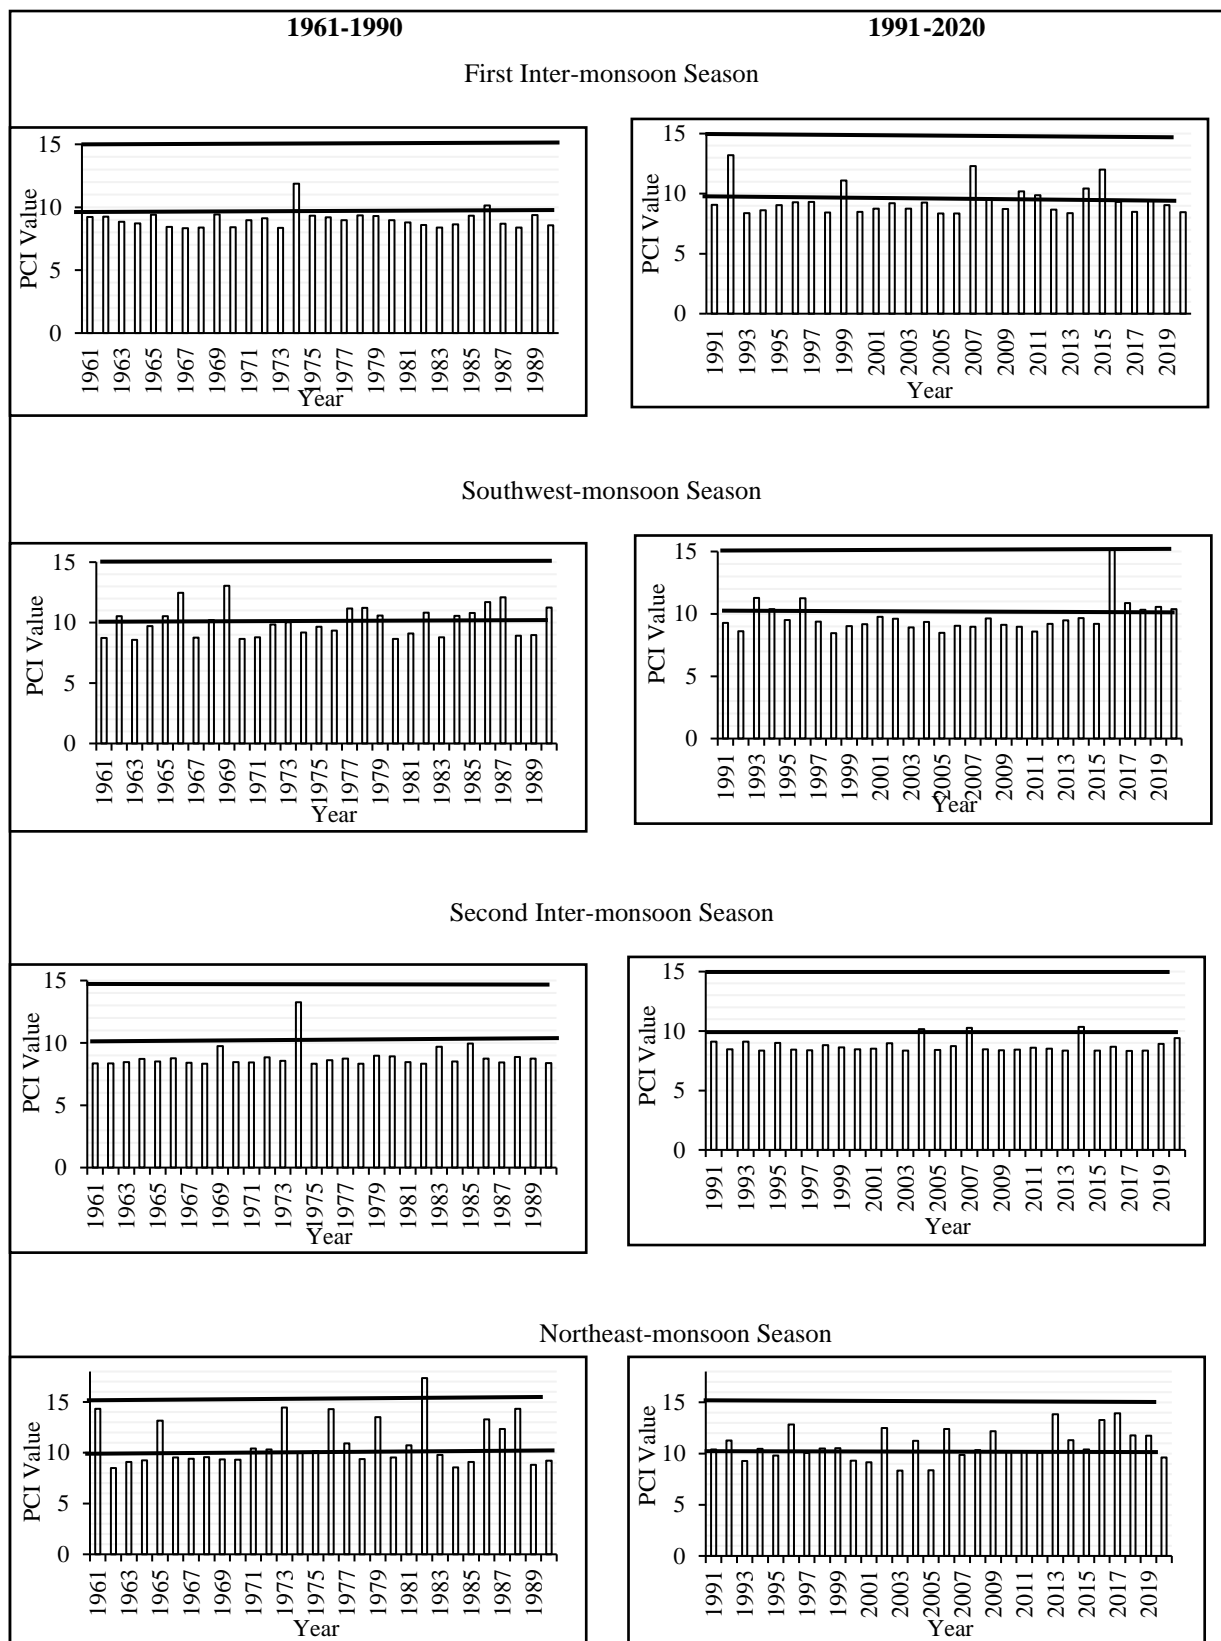 1961-1990 1991-2020
First Inter-monsoon Season
15
10
5
0
PCI Value
1961 1963 1965 1967 1969 1971 1973 1975 1977 1979 1981 1983 1985 1987 1989
Year
15
10
5
0
PCI Value
1991 1993 1995 1997 1999 2001 2003 2005 2007 2009 2011 2013 2015 2017 2019
Year
Southwest-monsoon Season
15
10
5
0
PCI Value
1961 1963 1965 1967 1969 1971 1973 1975 1977 1979 1981 1983 1985 1987 1989
Year
15
10
5
0
PCI Value
1991 1993 1995 1997 1999 2001 2003 2005 2007 2009 2011 2013 2015 2017 2019
Year
Second Inter-monsoon Season
15
10
5
0
PCI Value
1961 1963 1965 1967 1969 1971 1973 1975 1977 1979 1981 1983 1985 1987 1989
Year
15
10
5
0
PCI Value
1991 1993 1995 1997 1999 2001 2003 2005 2007 2009 2011 2013 2015 2017 2019
Year
Northeast-monsoon Season
15
10
5
0
PCI Value
1961 1963 1965 1967 1969 1971 1973 1975 1977 1979 1981 1983 1985 1987 1989
Year
15
10
5
0
PCI Value
1991 1993 1995 1997 1999 2001 2003 2005 2007 2009 2011 2013 2015 2017 2019
Year